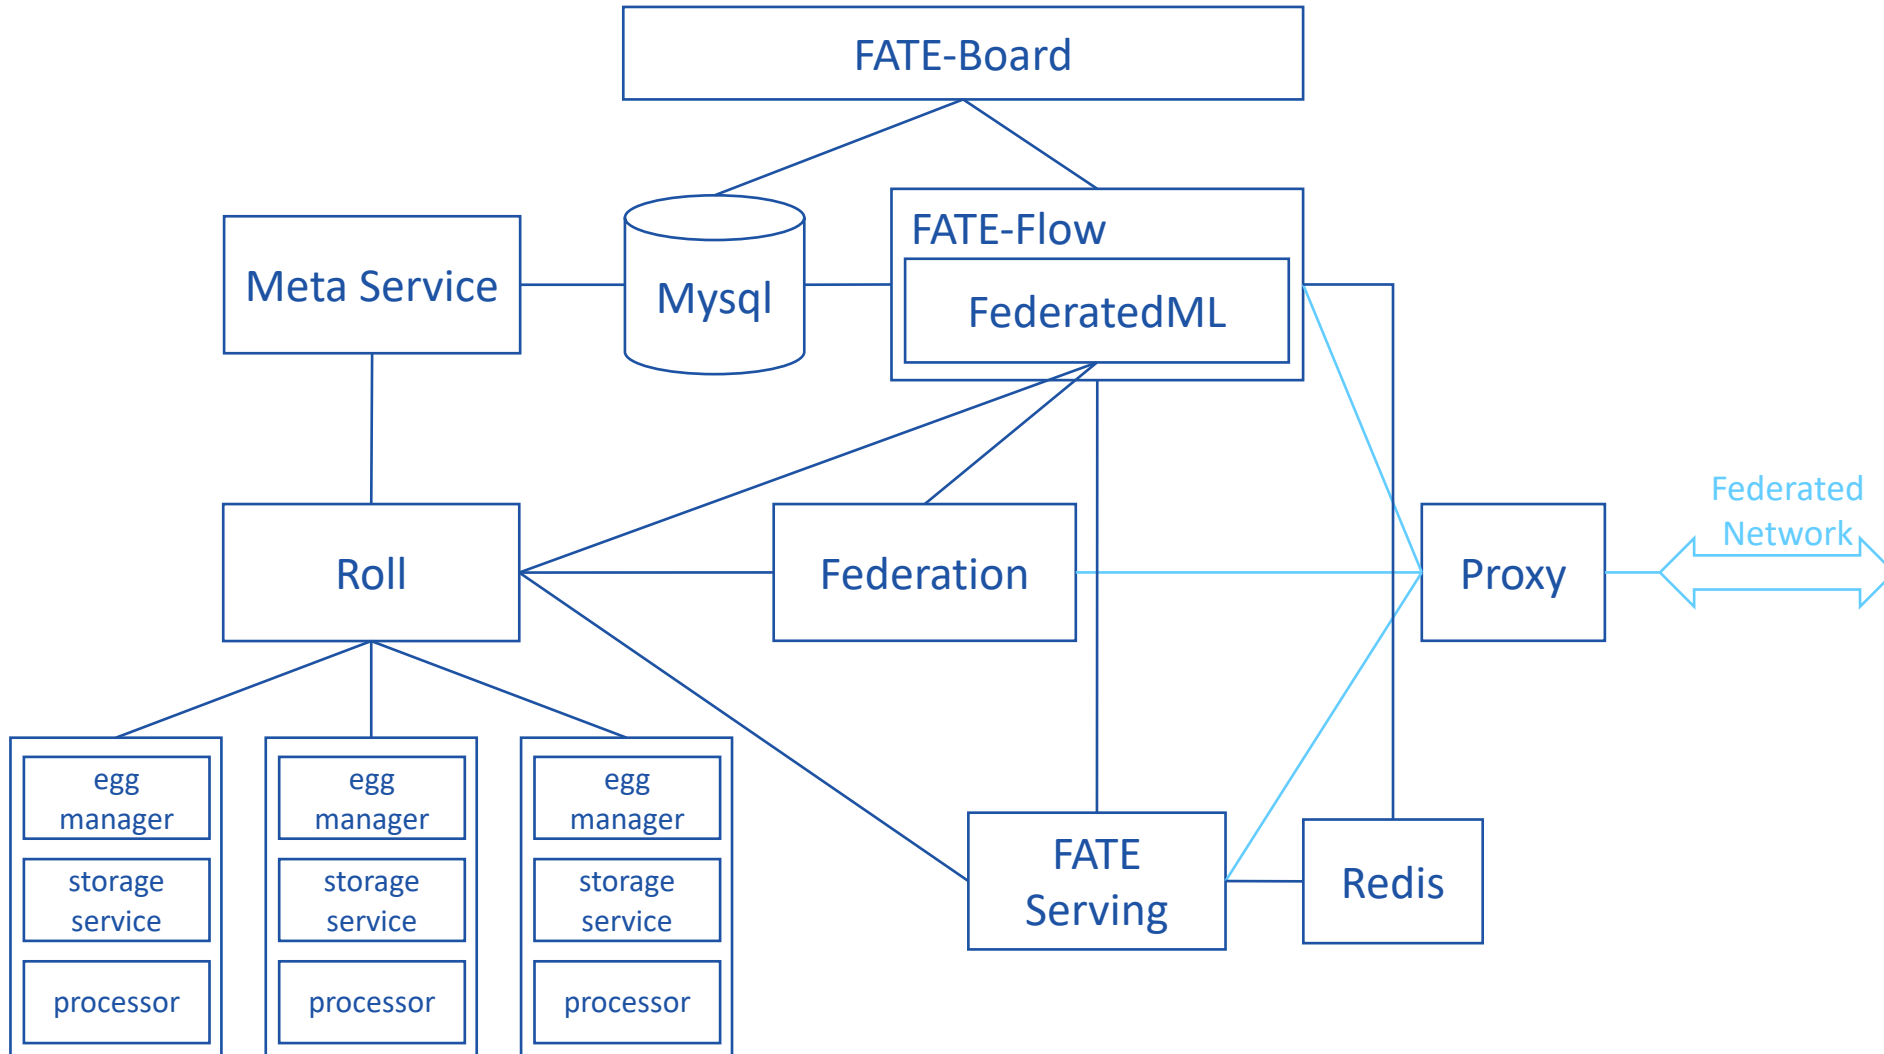 FATE-Board
FATE-Flow
Meta Service
Mysql
FederatedML
Federated
Network
Roll
Federation
Proxy
egg
manager
storage
service
processor
egg
manager
storage
service
processor
egg
manager
storage
service
processor
FATE
Serving
Redis